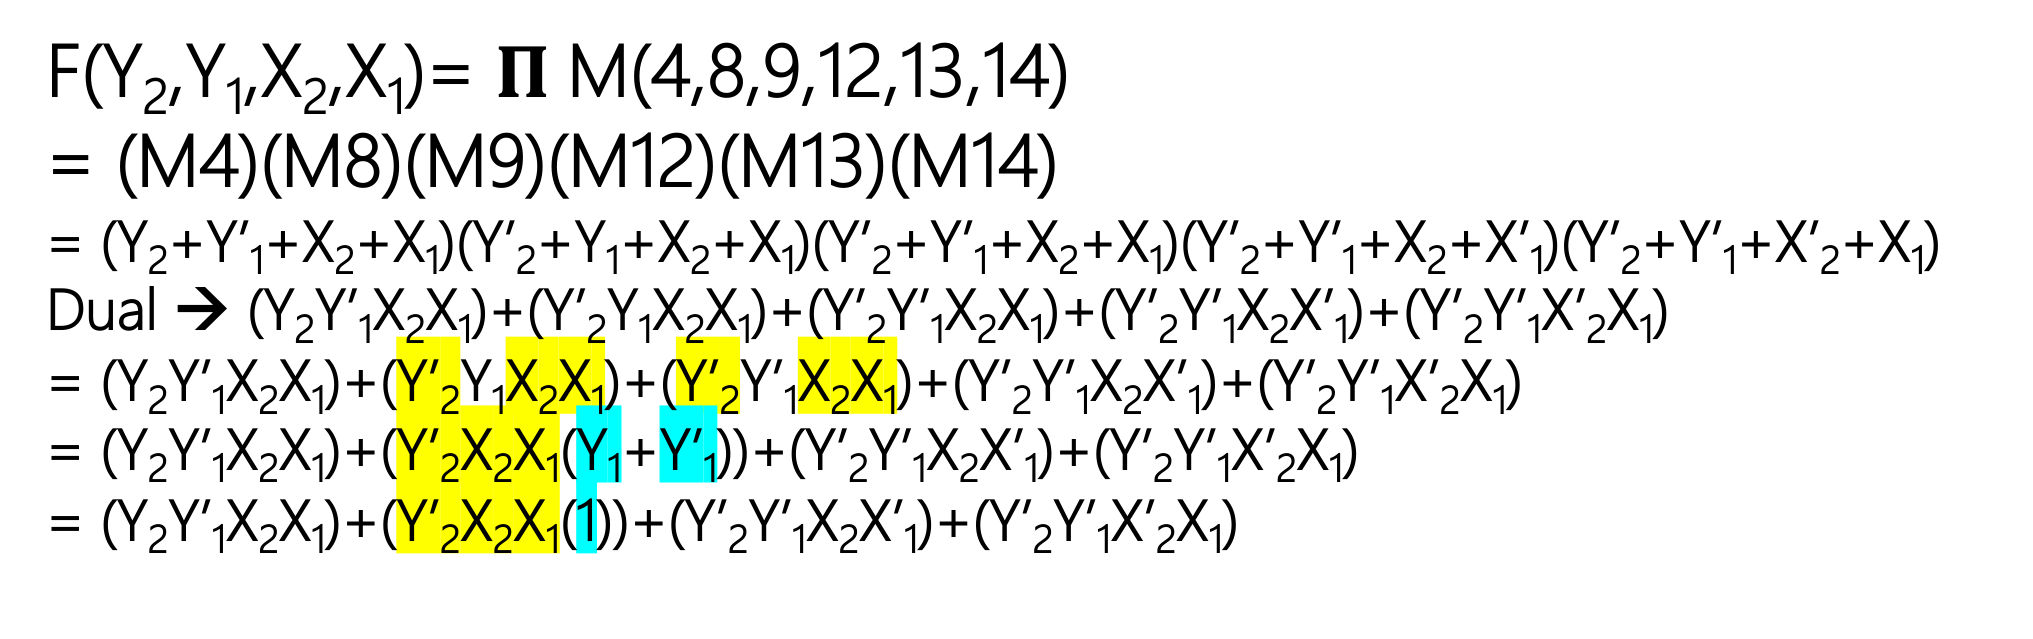 F(Y₂,Y₁,X₂,X₁)= Π M(4,8,9,12,13,14)
= (M4)(M8)(M9)(M12)(M13)(M14)
= (Y₂+Y′₁+X₂+X₁)(Y′₂+Y₁+X₂+X₁)(Y′₂+Y′₁+X₂+X₁)(Y′₂+Y′₁+X₂+X′₁)(Y′₂+Y′₁+X′₂+X₁)
Dual → (Y₂Y′₁X₂X₁)+(Y′₂Y₁X₂X₁)+(Y′₂Y′₁X₂X₁)+(Y′₂Y′₁X₂X′₁)+(Y′₂Y′₁X′₂X₁)
= (Y₂Y′₁X₂X₁)+(Y′₂Y₁X₂X₁)+(Y′₂Y′₁X₂X₁)+(Y′₂Y′₁X₂X′₁)+(Y′₂Y′₁X′₂X₁)
= (Y₂Y′₁X₂X₁)+(Y′₂X₂X₁(Y₁+Y′₁))+(Y′₂Y′₁X₂X′₁)+(Y′₂Y′₁X′₂X₁)
= (Y₂Y′₁X₂X₁)+(Y′₂X₂X₁(1))+(Y′₂Y′₁X₂X′₁)+(Y′₂Y′₁X′₂X₁)